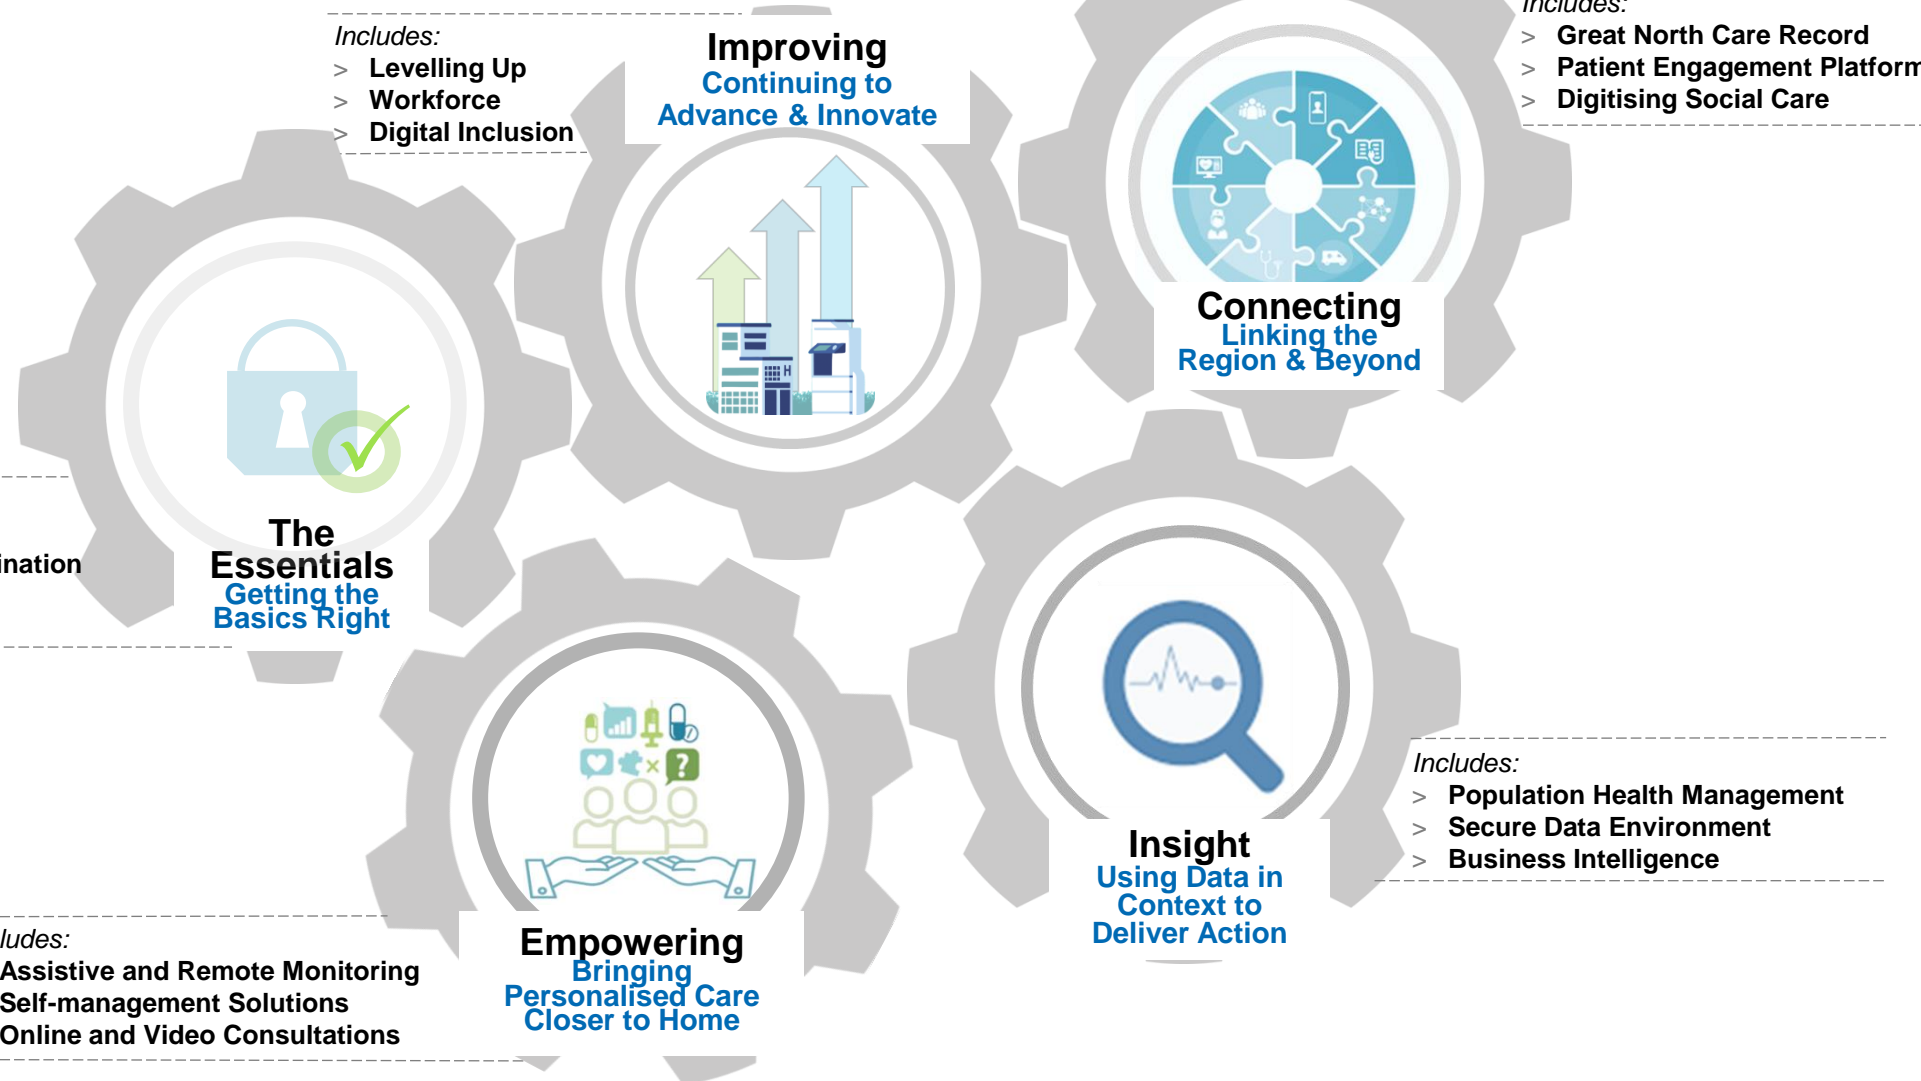 Includes:
> Levelling Up
> Workforce
> Digital Inclusion
Improving
Continuing to
Advance & Innovate
Includes:
> Great North Care Record
> Patient Engagement Platform
> Digitising Social Care
Connecting
Linking the
Region & Beyond
H
The
Essentials
Getting the
Basics Right
?
Includes:
> Population Health Management
> Secure Data Environment
> Business Intelligence
Insight
Using Data in
Context to
Deliver Action
Empowering
Bringing
Personalised Care
Closer to Home
ludes:
Assistive and Remote Monitoring
Self-management Solutions
Online and Video Consultations